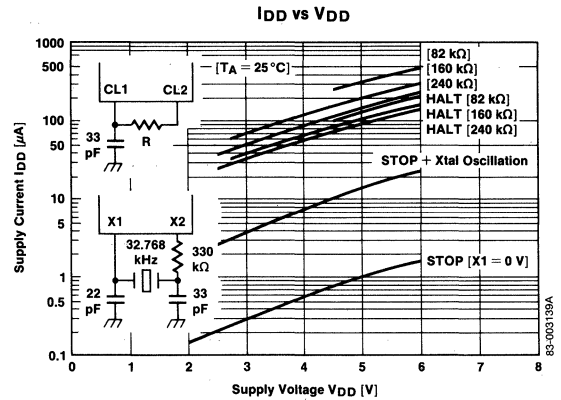 IDD vs VDD
1000
500
100
50
10
5
1
0.5
0.1
Supply Current IDD [μA]
[TA = 25°C]
CL1
CL2
33
pF
R
X1
X2
32.768
kHz
330
kΩ
22
pF
33
pF
[82 kΩ]
[160 kΩ]
[240 kΩ]
HALT [82 kΩ]
HALT [160 kΩ]
HALT [240 kΩ]
STOP + Xtal Oscillation
STOP [X1 = 0 V]
0
1
2
3
4
5
6
7
8
Supply Voltage VDD [V]
83-003139A